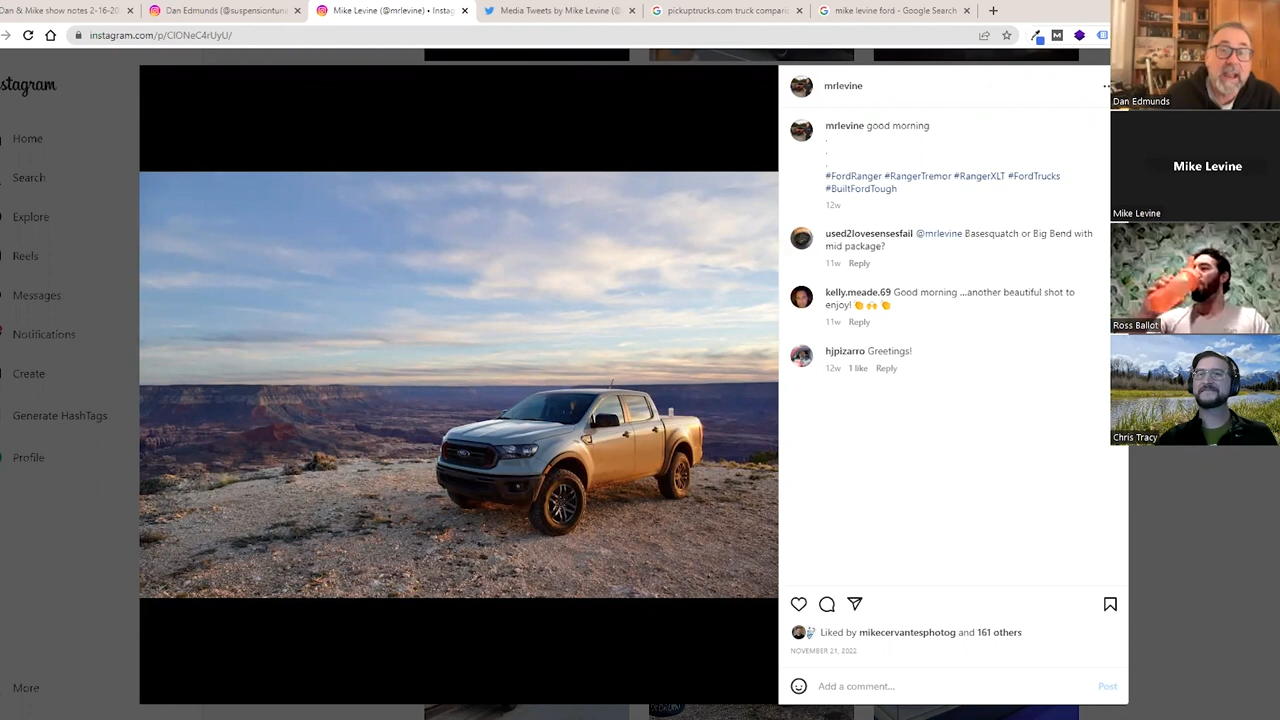 Dan & Mike show notes 2-16-20
Dan Edmunds (@suspensiontun
Mike Levine (@mrlevine) • Insta
Media Tweets by Mike Levine (@
pickuptrucks.com truck compari
mike levine ford - Google Search
instagram.com/p/ClONeC4rUyU/
nstagram
Home
Search
Explore
Reels
Messages
Notifications
Create
Generate HashTags
Profile
More
mrlevine
mrlevine good morning
.
.
.
#FordRanger #RangerTremor #RangerXLT #FordTrucks
#BuiltFordTough
12w
used2lovesensesfail @mrlevine Basesquatch or Big Bend with
mid package?
11w Reply
kelly.meade.69 Good morning ...another beautiful shot to
enjoy! 👏 🙌 👏
11w Reply
hjpizarro Greetings!
12w 1 like Reply
Liked by mikecervantesphotog and 161 others
NOVEMBER 21, 2022
Add a comment...
Post
Dan Edmunds
Mike Levine
Mike Levine
Ross Ballot
Chris Tracy